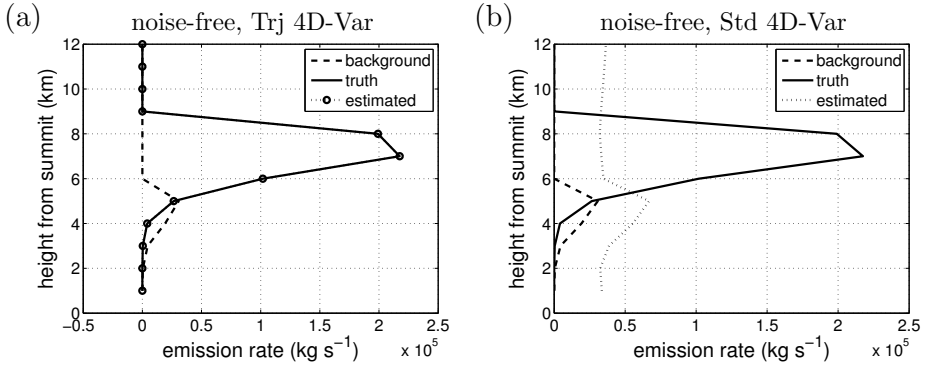 (a)
noise-free, Trj 4D-Var
background
truth
estimated
height from summit (km)
12
10
8
6
4
2
0
−0.5 0 0.5 1 1.5 2 2.5
emission rate (kg s−1)
x 10^5
(b)
noise-free, Std 4D-Var
background
truth
estimated
height from summit (km)
12
10
8
6
4
2
0
0 0.5 1 1.5 2 2.5
emission rate (kg s−1)
x 10^5